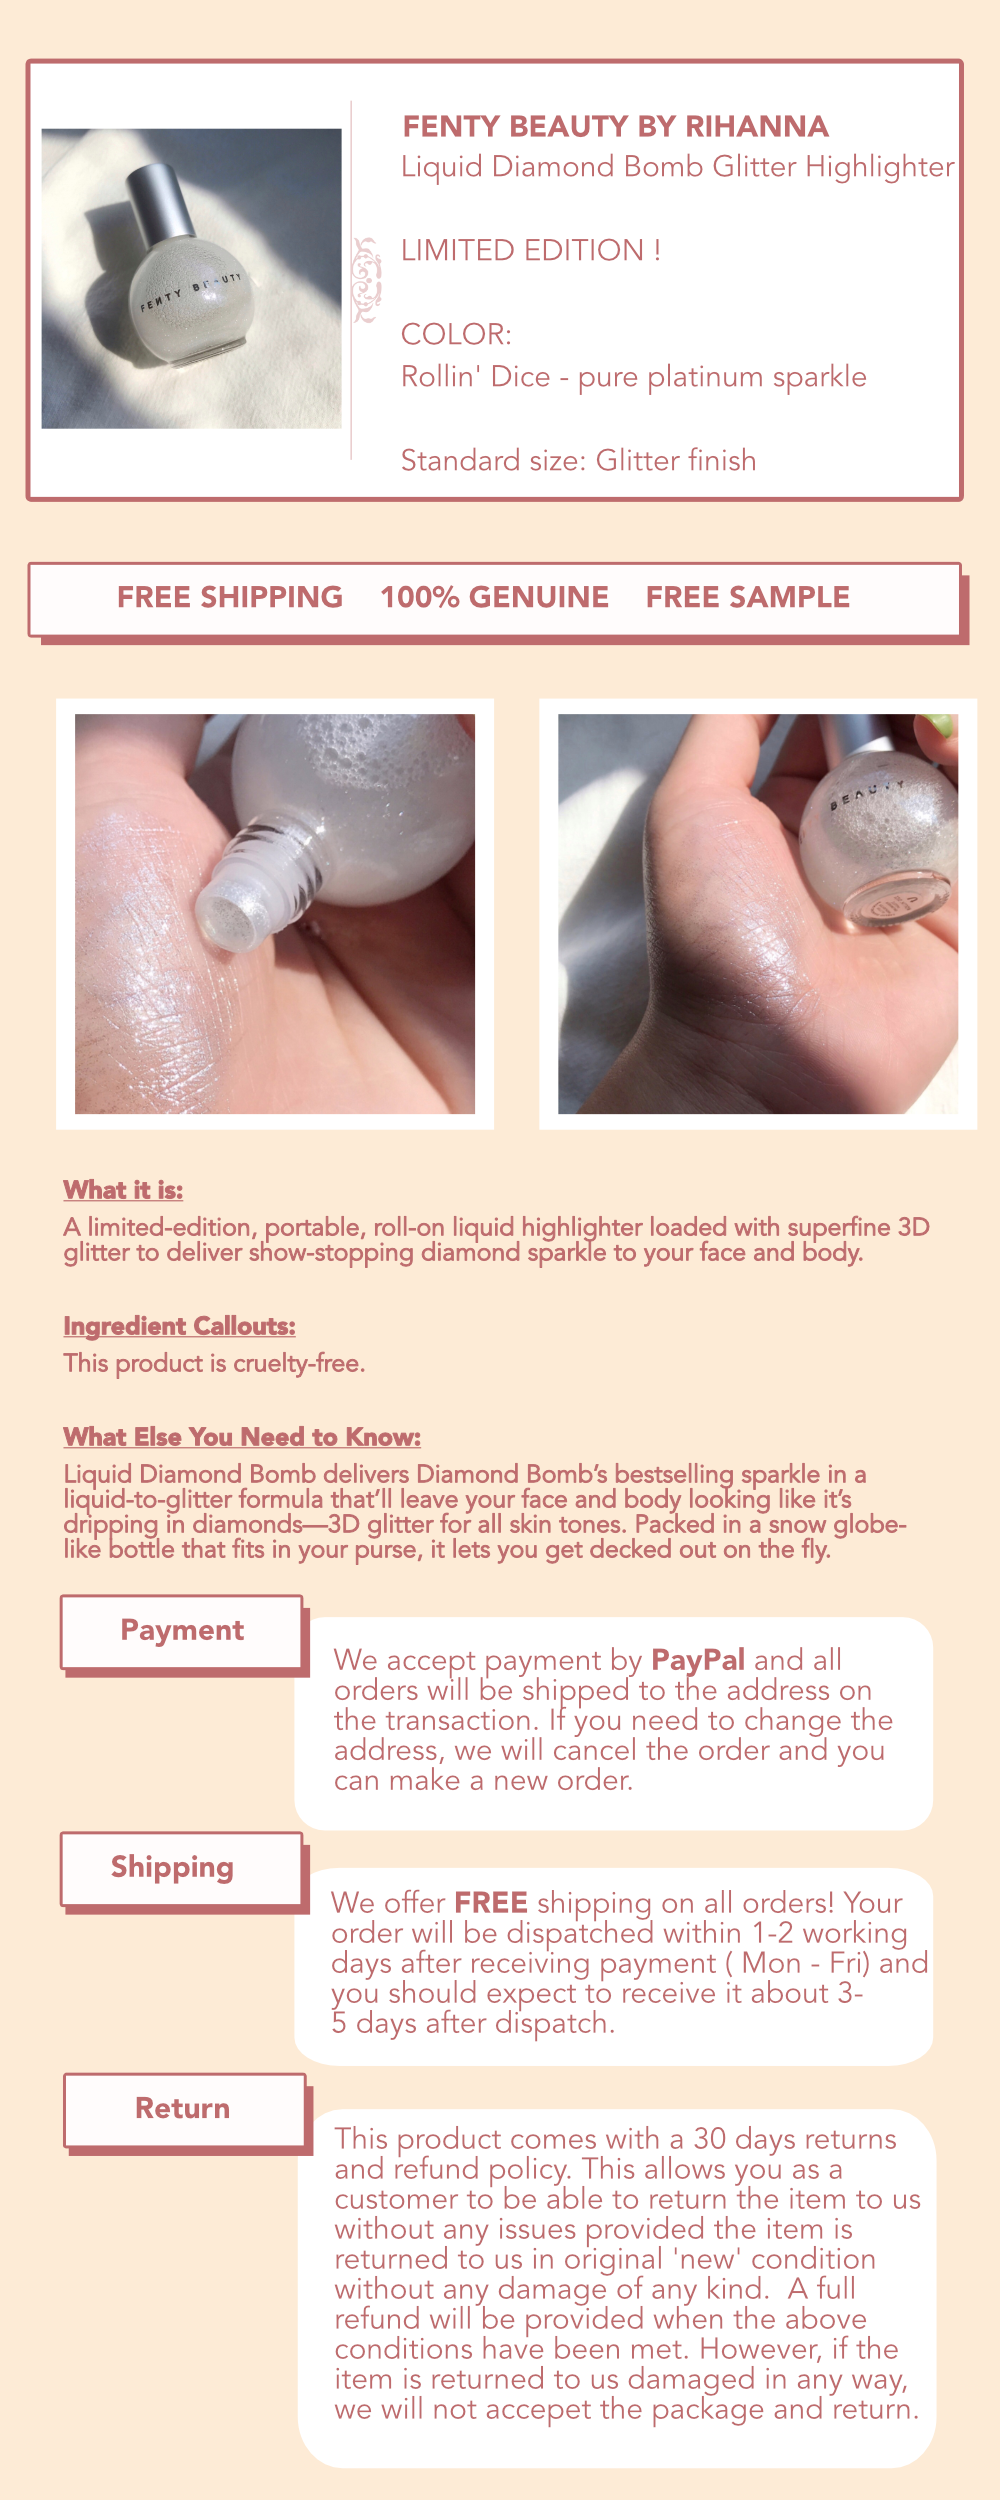 FENTY BEAUTY BY RIHANNA
Liquid Diamond Bomb Glitter Highlighter
LIMITED EDITION !
COLOR:
Rollin' Dice - pure platinum sparkle
Standard size: Glitter finish
FENTY BEAUTY
FREE SHIPPING 100% GENUINE FREE SAMPLE
BEAUTY
What it is:
A limited-edition, portable, roll-on liquid highlighter loaded with superfine 3D
glitter to deliver show-stopping diamond sparkle to your face and body.
Ingredient Callouts:
This product is cruelty-free.
What Else You Need to Know:
Liquid Diamond Bomb delivers Diamond Bomb’s bestselling sparkle in a
liquid-to-glitter formula that’ll leave your face and body looking like it’s
dripping in diamonds—3D glitter for all skin tones. Packed in a snow globe-
like bottle that fits in your purse, it lets you get decked out on the fly.
Payment
We accept payment by PayPal and all
orders will be shipped to the address on
the transaction. If you need to change the
address, we will cancel the order and you
can make a new order.
Shipping
We offer FREE shipping on all orders! Your
order will be dispatched within 1-2 working
days after receiving payment ( Mon - Fri) and
you should expect to receive it about 3-
5 days after dispatch.
Return
This product comes with a 30 days returns
and refund policy. This allows you as a
customer to be able to return the item to us
without any issues provided the item is
returned to us in original 'new' condition
without any damage of any kind.  A full
refund will be provided when the above
conditions have been met. However, if the
item is returned to us damaged in any way,
we will not accepet the package and return.